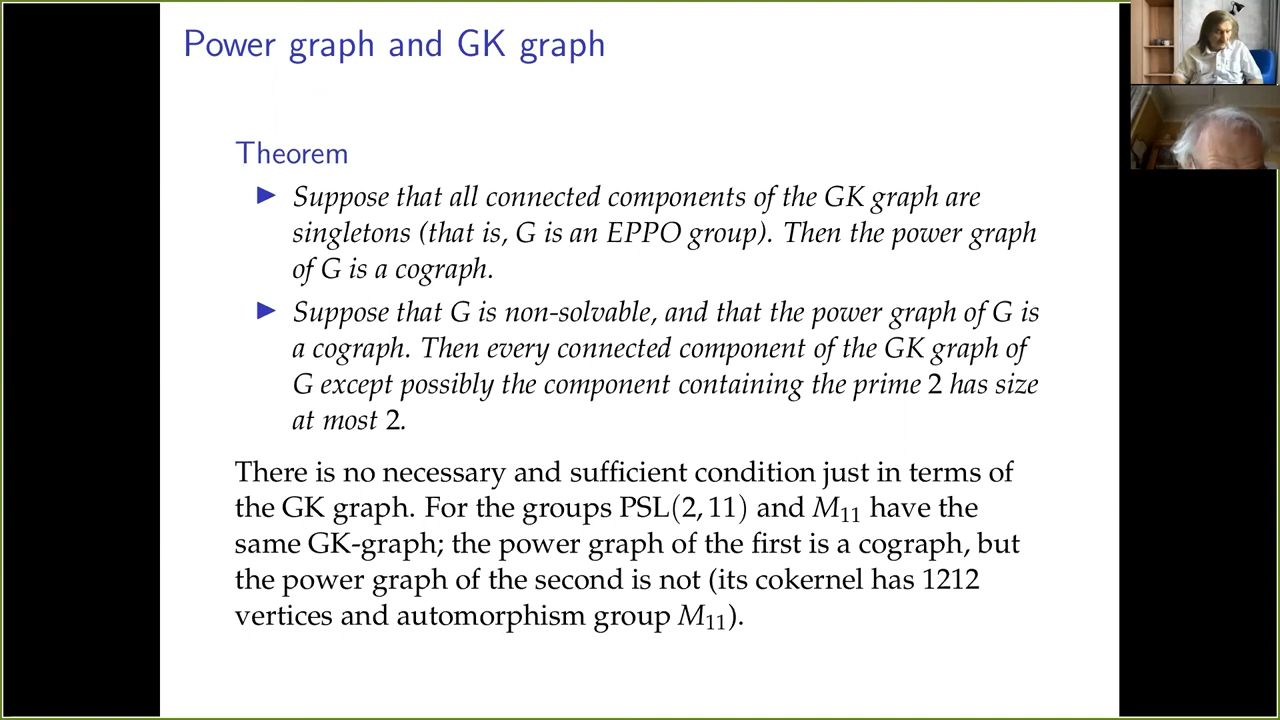 Power graph and GK graph
Theorem
▶ Suppose that all connected components of the GK graph are
singletons (that is, G is an EPPO group). Then the power graph
of G is a cograph.
▶ Suppose that G is non-solvable, and that the power graph of G is
a cograph. Then every connected component of the GK graph of
G except possibly the component containing the prime 2 has size
at most 2.
There is no necessary and sufficient condition just in terms of
the GK graph. For the groups PSL(2, 11) and M₁₁ have the
same GK-graph; the power graph of the first is a cograph, but
the power graph of the second is not (its cokernel has 1212
vertices and automorphism group M₁₁).